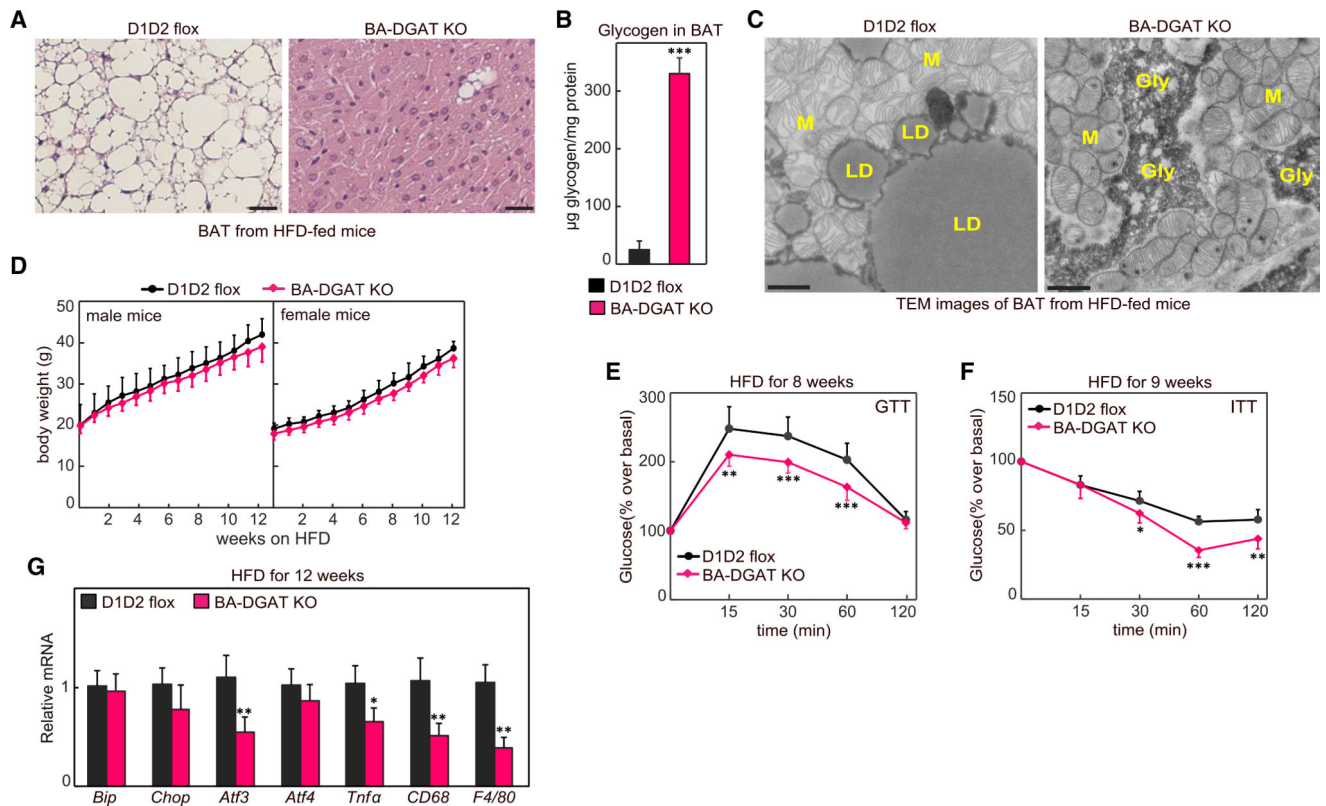 A
D1D2 flox
BA-DGAT KO
BAT from HFD-fed mice
B
Glycogen in BAT
***
300
200
100
0
µg glycogen/mg protein
D1D2 flox
BA-DGAT KO
C
D1D2 flox
BA-DGAT KO
M
M
LD
LD
LD
Gly
M
M
Gly
Gly
TEM images of BAT from HFD-fed mice
D
D1D2 flox
BA-DGAT KO
male mice
female mice
50
40
30
20
10
0
body weight (g)
2 4 6 8 10 12
2 4 6 8 10 12
weeks on HFD
E
HFD for 8 weeks
GTT
300
200
100
0
Glucose(% over basal)
** *** ***
D1D2 flox
BA-DGAT KO
15 30 60 120
time (min)
F
HFD for 9 weeks
ITT
D1D2 flox
BA-DGAT KO
150
100
50
0
Glucose(% over basal)
* *** **
15 30 60 120
time (min)
G
HFD for 12 weeks
D1D2 flox
BA-DGAT KO
1
0
Relative mRNA
** * ** **
Bip Chop Atf3 Atf4 Tnfα CD68 F4/80